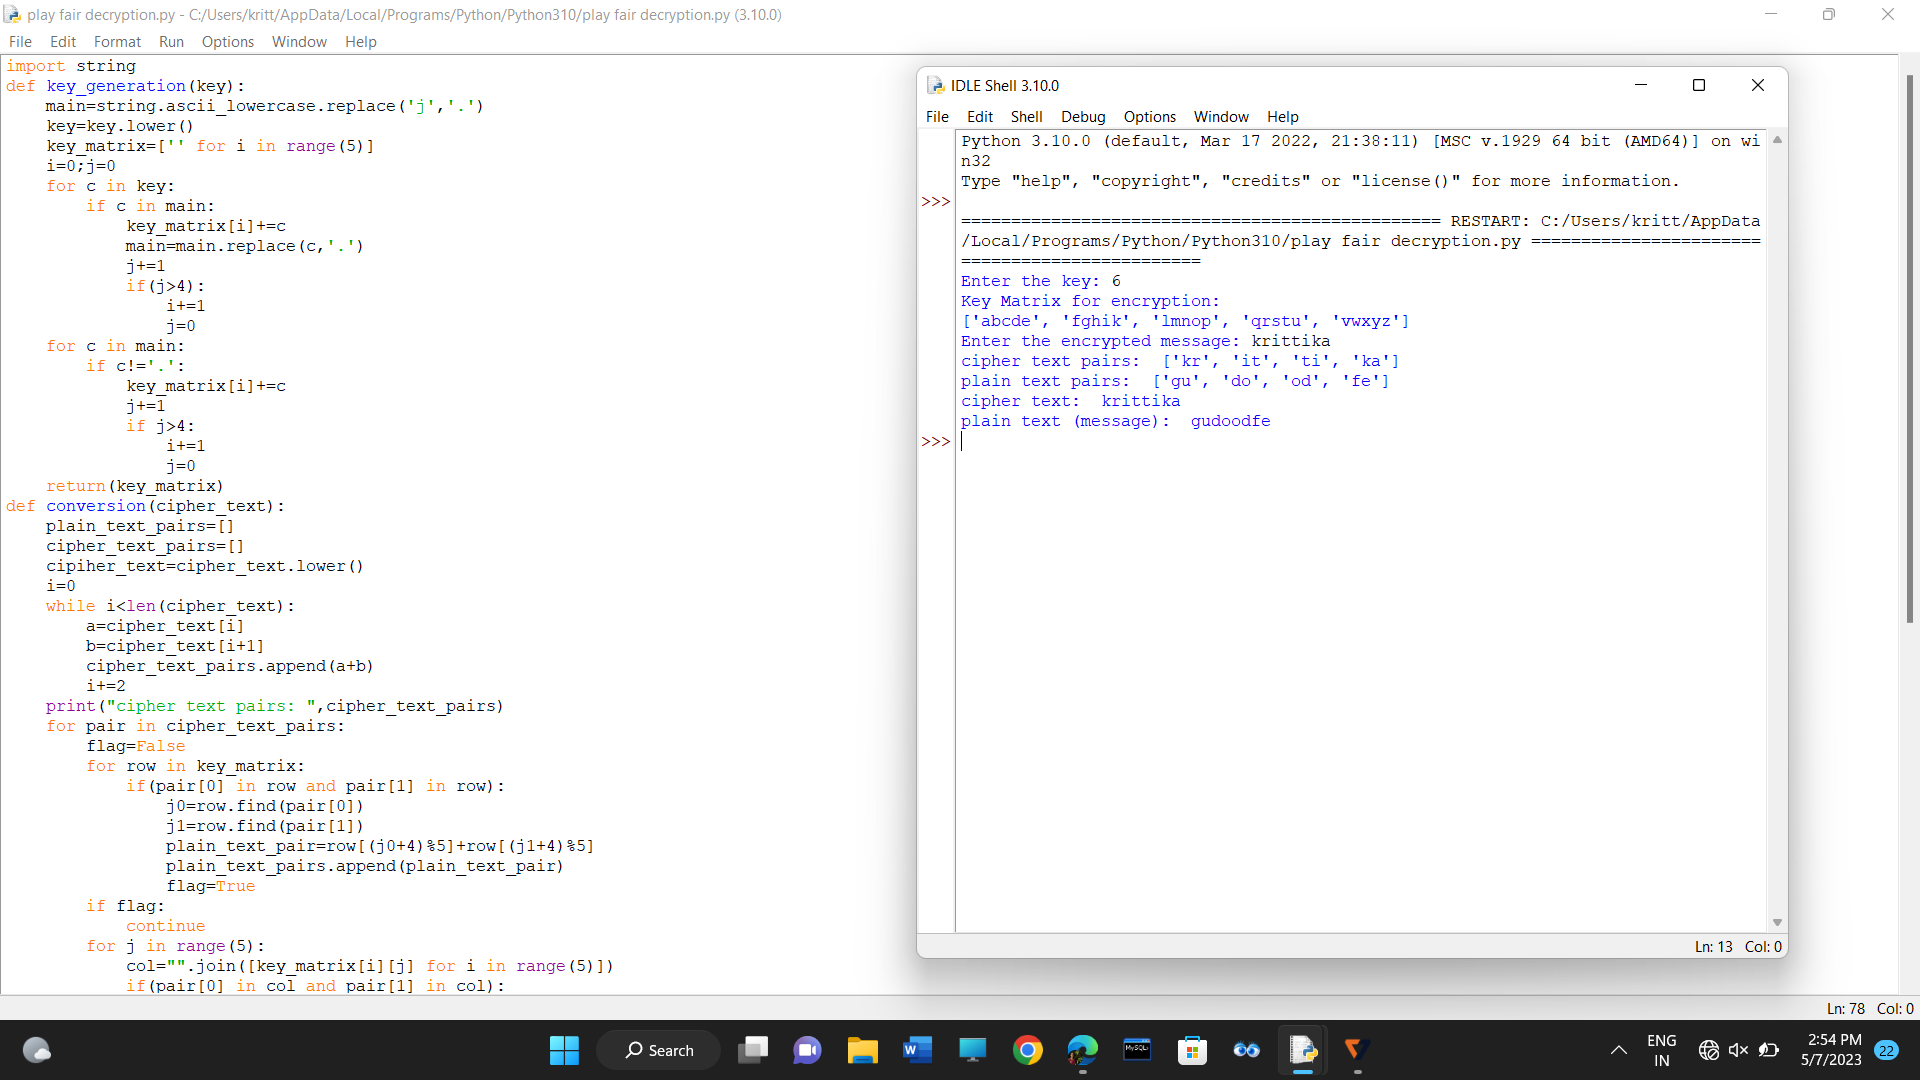 play fair decryption.py - C:/Users/kritt/AppData/Local/Programs/Python/Python310/play fair decryption.py (3.10.0)
File Edit Format Run Options Window Help
import string
def key_generation(key):
    main=string.ascii_lowercase.replace('j','.')
    key=key.lower()
    key_matrix=['' for i in range(5)]
    i=0;j=0
    for c in key:
        if c in main:
            key_matrix[i]+=c
            main=main.replace(c,'.')
            j+=1
            if(j>4):
                i+=1
                j=0
    for c in main:
        if c!='.':
            key_matrix[i]+=c
            j+=1
            if j>4:
                i+=1
                j=0
    return(key_matrix)
def conversion(cipher_text):
    plain_text_pairs=[]
    cipher_text_pairs=[]
    cipiher_text=cipher_text.lower()
    i=0
    while i<len(cipher_text):
        a=cipher_text[i]
        b=cipher_text[i+1]
        cipher_text_pairs.append(a+b)
        i+=2
    print("cipher text pairs: ",cipher_text_pairs)
    for pair in cipher_text_pairs:
        flag=False
        for row in key_matrix:
            if(pair[0] in row and pair[1] in row):
                j0=row.find(pair[0])
                j1=row.find(pair[1])
                plain_text_pair=row[(j0+4)%5]+row[(j1+4)%5]
                plain_text_pairs.append(plain_text_pair)
                flag=True
        if flag:
            continue
        for j in range(5):
            col="".join([key_matrix[i][j] for i in range(5)])
            if(pair[0] in col and pair[1] in col):
Ln: 78 Col: 0
IDLE Shell 3.10.0
File Edit Shell Debug Options Window Help
Python 3.10.0 (default, Mar 17 2022, 21:38:11) [MSC v.1929 64 bit (AMD64)] on wi
n32
Type "help", "copyright", "credits" or "license()" for more information.
>>>
================================================ RESTART: C:/Users/kritt/AppData
/Local/Programs/Python/Python310/play fair decryption.py =======================
========================
Enter the key: 6
Key Matrix for encryption:
['abcde', 'fghik', 'lmnop', 'qrstu', 'vwxyz']
Enter the encrypted message: krittika
cipher text pairs:  ['kr', 'it', 'ti', 'ka']
plain text pairs:  ['gu', 'do', 'od', 'fe']
cipher text:  krittika
plain text (message):  gudoodfe
>>>
Ln: 13 Col: 0
Search
MySQL
ENG
IN
2:54 PM
5/7/2023
22